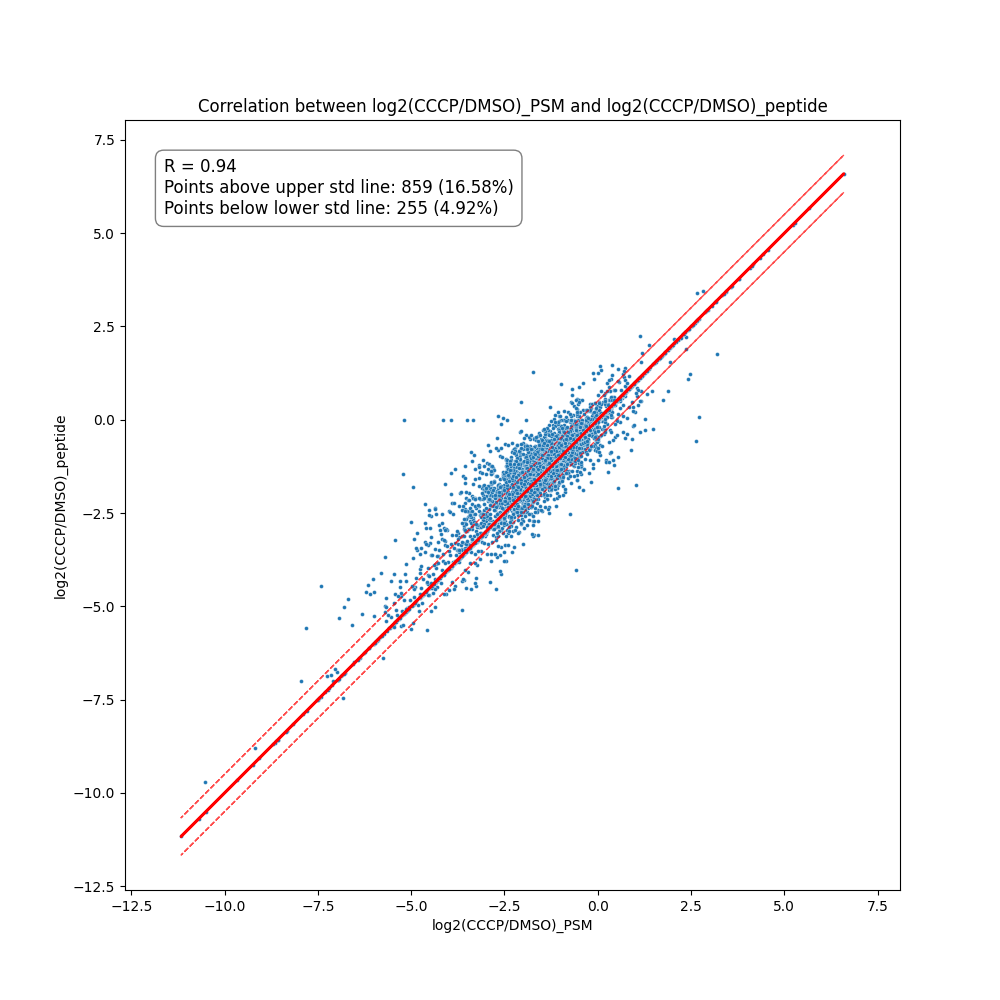 Correlation between log2(CCCP/DMSO)_PSM and log2(CCCP/DMSO)_peptide
R = 0.94
Points above upper std line: 859 (16.58%)
Points below lower std line: 255 (4.92%)
7.5
5.0
2.5
0.0
−2.5
−5.0
−7.5
−10.0
−12.5
log2(CCCP/DMSO)_peptide
−12.5 −10.0 −7.5 −5.0 −2.5 0.0 2.5 5.0 7.5
log2(CCCP/DMSO)_PSM